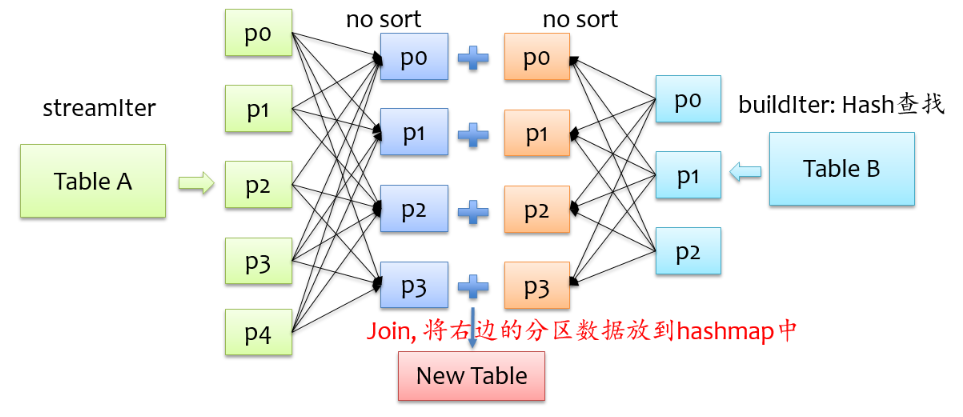 no sort
no sort
p0
p1
p2
p3
p4
streamIter
Table A
p0
p1
p2
p3
p0
p1
p2
p3
p0
p1
p2
buildIter: Hash查找
Table B
Join, 将右边的分区数据放到hashmap中
New Table